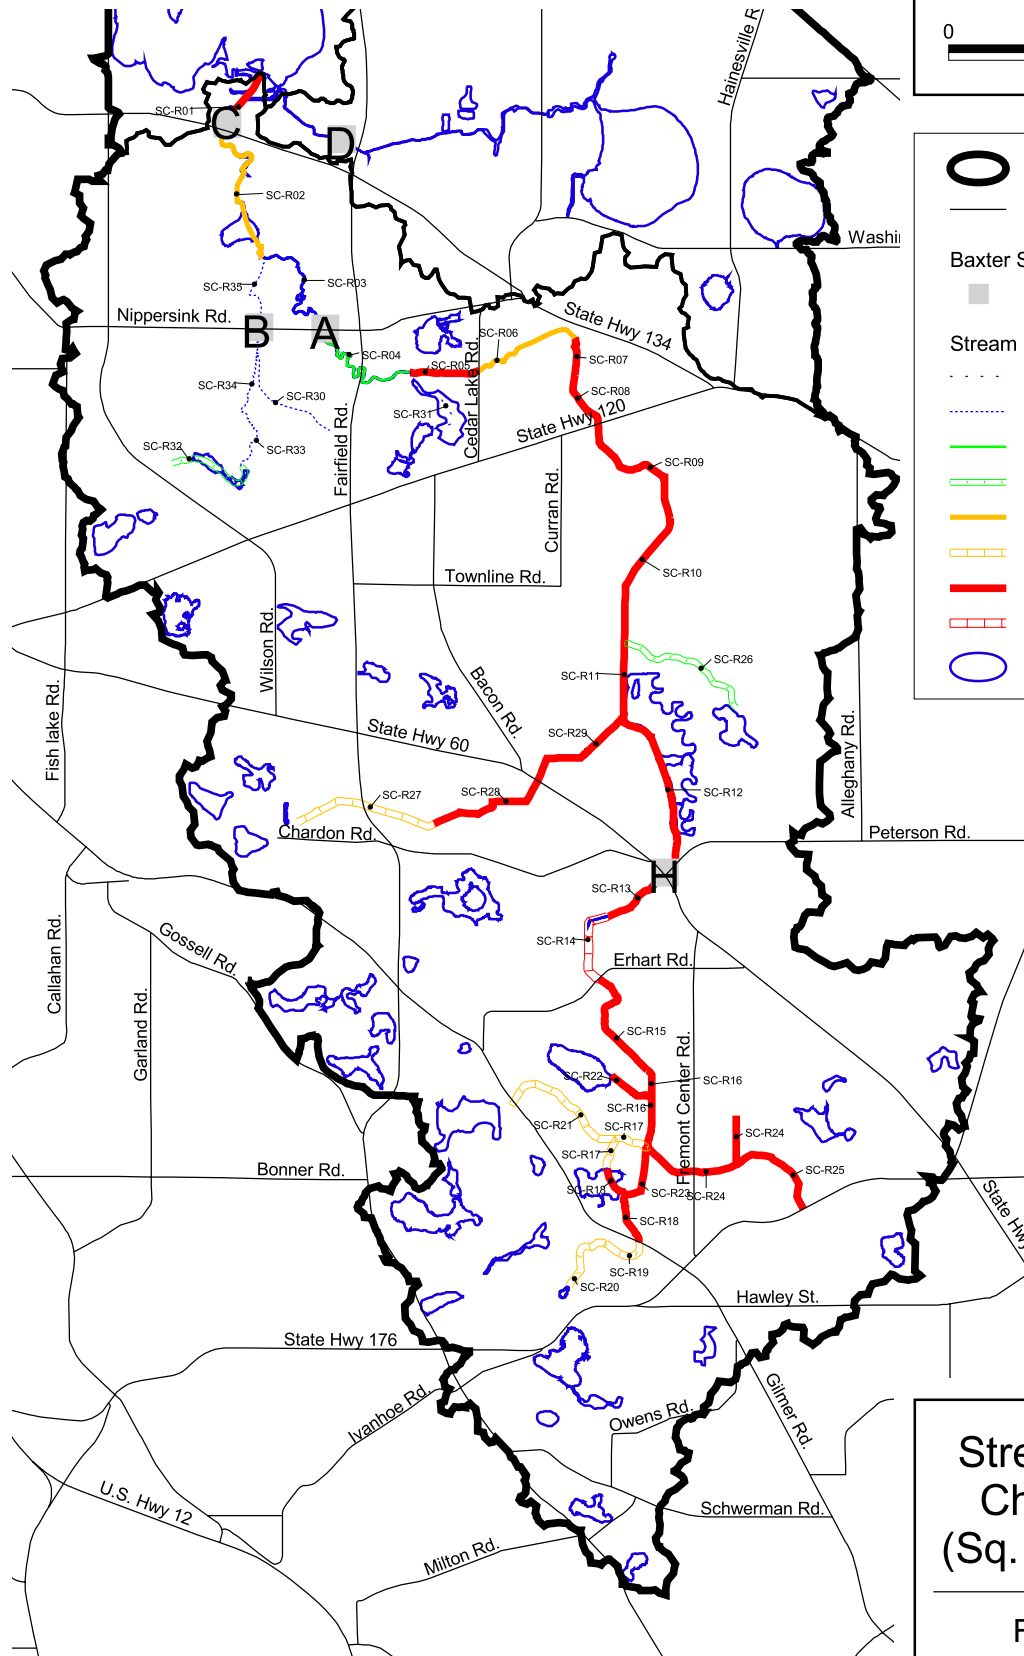 0
Hainesville R
SC-R01
C
D
SC-R02
Washi
Baxter S
SC-R35
SC-R03
Nippersink Rd.
B
A
State Hwy 134
SC-R06
Stream
SC-R04
SC-R05
SC-R07
Cedar Lake Rd.
SC-R34
SC-R30
SC-R31
SC-R08
State Hwy 120
Fairfield Rd.
SC-R32
SC-R33
SC-R09
Curran Rd.
Townline Rd.
SC-R10
Wilson Rd.
SC-R26
SC-R11
Bacon Rd.
Fish lake Rd.
State Hwy 60
SC-R29
Alleghany Rd.
SC-R27
SC-R28
SC-R12
Chardon Rd.
Peterson Rd.
H
SC-R13
Callahan Rd.
Gossell Rd.
SC-R14
Erhart Rd.
Garland Rd.
SC-R15
Fremont Center Rd.
SC-R22
SC-R16
SC-R16
SC-R21
SC-R17
SC-R24
SC-R17
Bonner Rd.
SC-R25
SC-R18
SC-R23
SC-R24
State Hwy
SC-R18
SC-R19
SC-R20
Hawley St.
State Hwy 176
Ivanhoe Rd.
Owens Rd.
Gilmer Rd.
Stre
Ch
(Sq.
U.S. Hwy 12
Schwerman Rd.
Milton Rd.
F